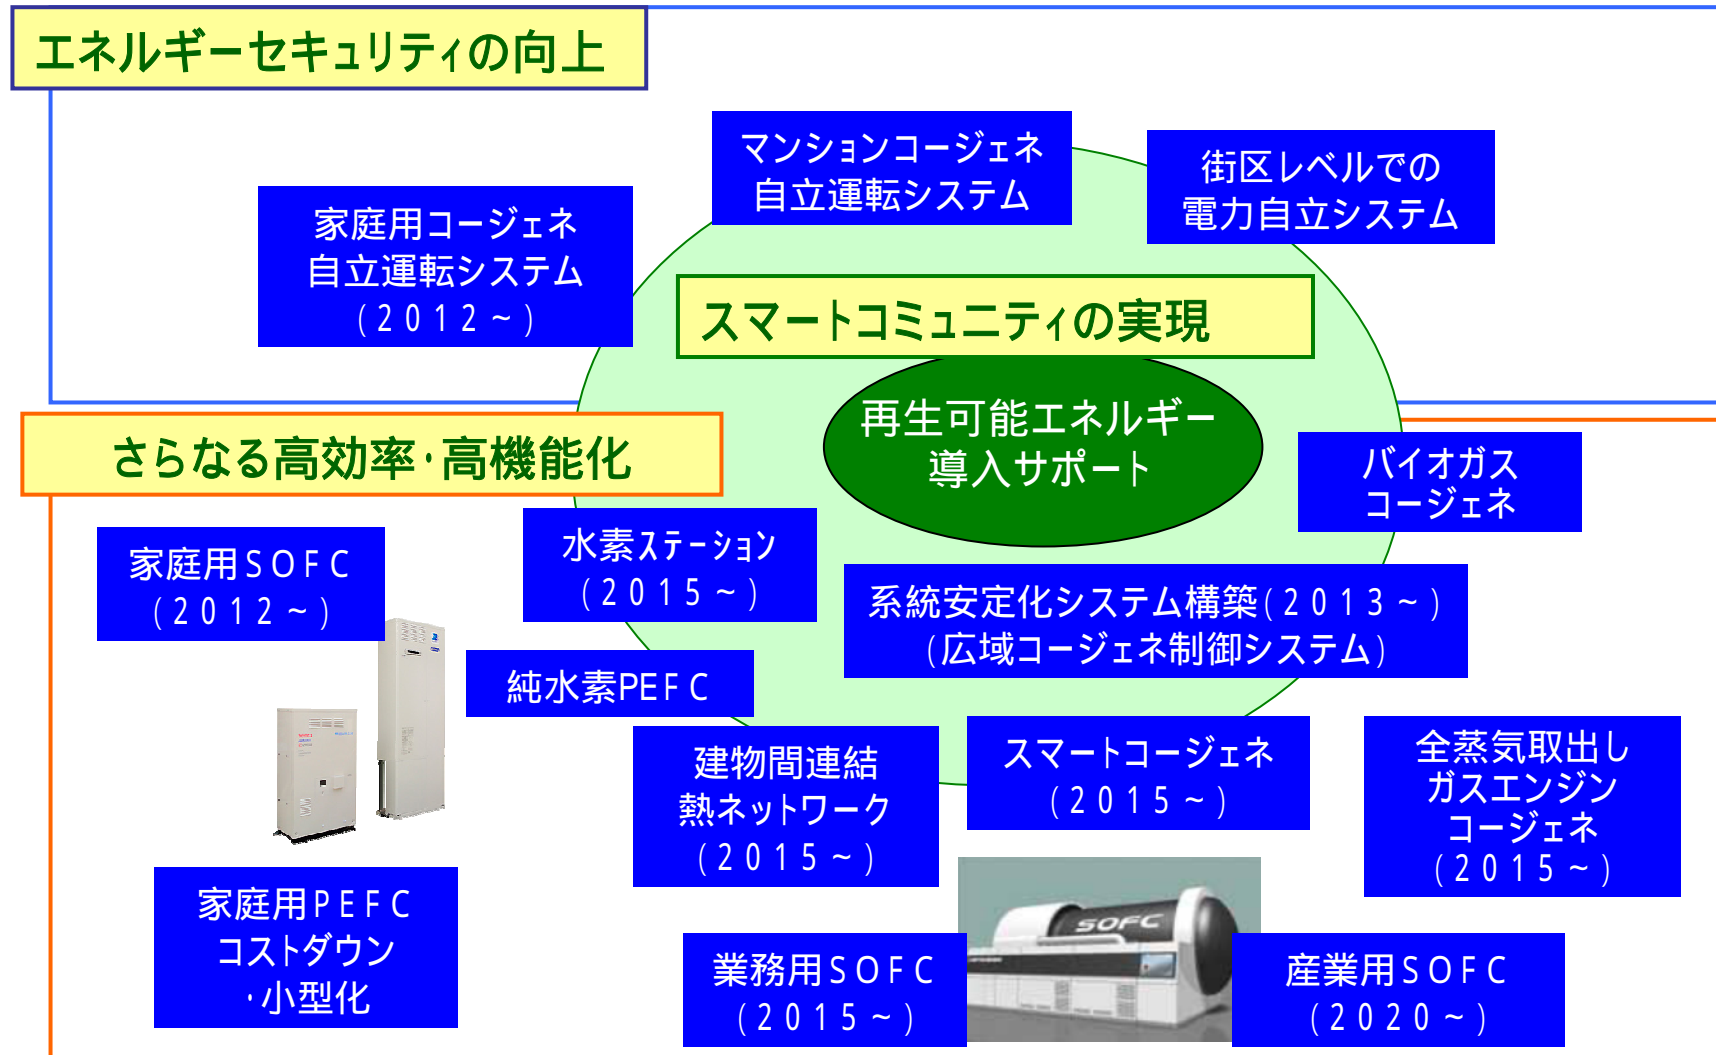 エネルギーセキュリティの向上
マンションコージェネ
自立運転システム
街区レベルでの
電力自立システム
家庭用コージェネ
自立運転システム
(2012～)
スマートコミュニティの実現
再生可能エネルギー
導入サポート
さらなる高効率・高機能化
バイオガス
コージェネ
水素ステーション
(2015～)
家庭用SOFC
(2012～)
系統安定化システム構築(2013～)
(広域コージェネ制御システム)
純水素PEFC
建物間連結
熱ネットワーク
(2015～)
スマートコージェネ
(2015～)
全蒸気取出し
ガスエンジン
コージェネ
(2015～)
家庭用PEFC
コストダウン
・小型化
SOFC
業務用SOFC
(2015～)
産業用SOFC
(2020～)